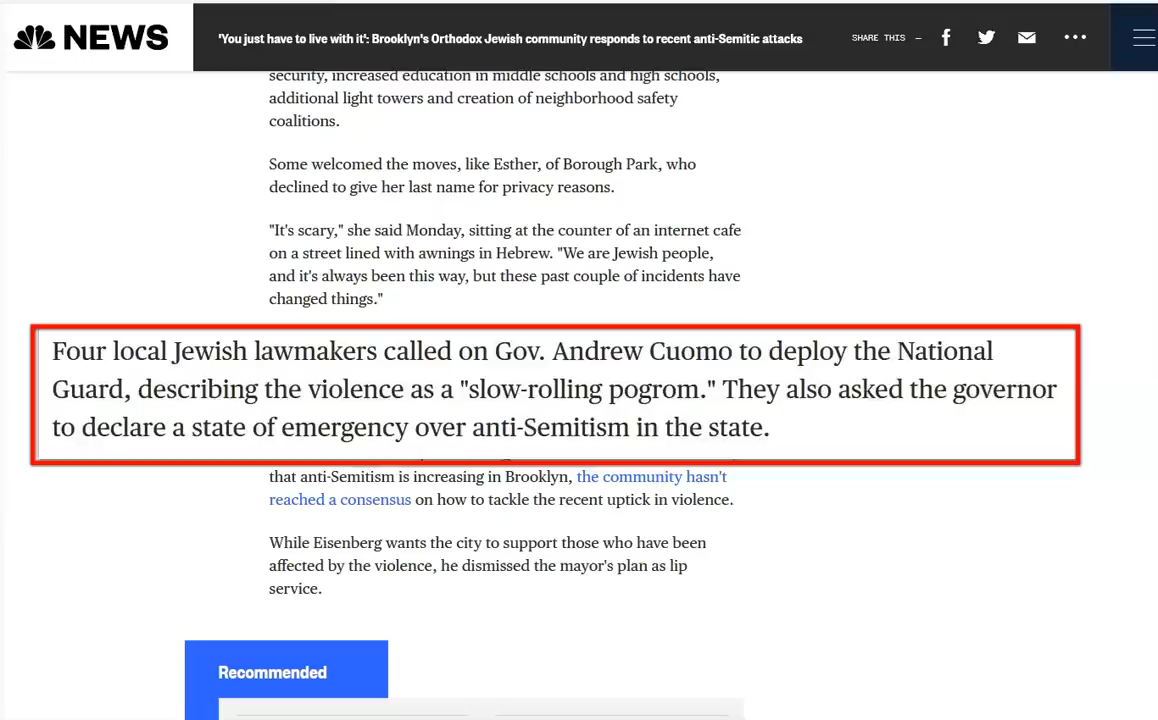 NEWS
'You just have to live with it': Brooklyn's Orthodox Jewish community responds to recent anti-Semitic attacks
SHARE THIS –
security, increased education in middle schools and high schools,
additional light towers and creation of neighborhood safety
coalitions.
Some welcomed the moves, like Esther, of Borough Park, who
declined to give her last name for privacy reasons.
"It's scary," she said Monday, sitting at the counter of an internet cafe
on a street lined with awnings in Hebrew. "We are Jewish people,
and it's always been this way, but these past couple of incidents have
changed things."
Four local Jewish lawmakers called on Gov. Andrew Cuomo to deploy the National
Guard, describing the violence as a "slow-rolling pogrom." They also asked the governor
to declare a state of emergency over anti-Semitism in the state.
that anti-Semitism is increasing in Brooklyn, the community hasn't
reached a consensus on how to tackle the recent uptick in violence.
While Eisenberg wants the city to support those who have been
affected by the violence, he dismissed the mayor's plan as lip
service.
Recommended